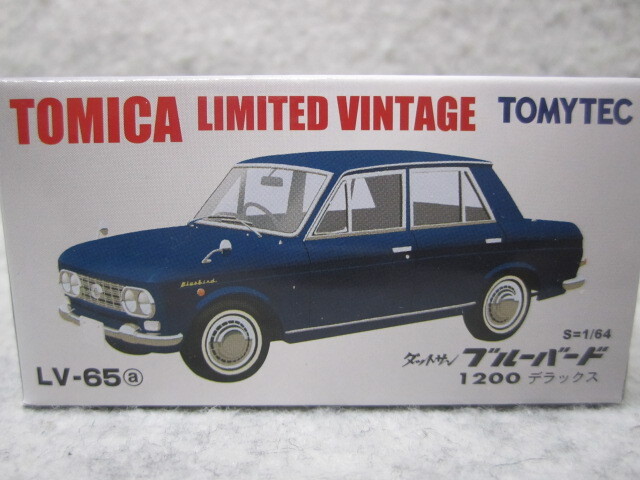 TOMICA LIMITED VINTAGE TOMYTEC
Bluebird
S=1/64
ダットサン ブルーバード
LV-65ⓐ
1200 デラックス